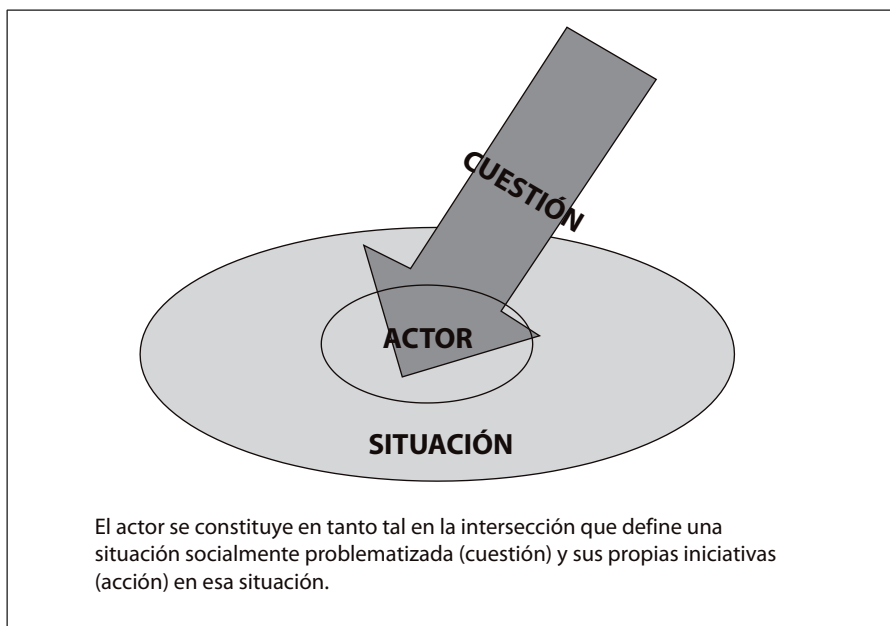 CUESTIÓN
ACTOR
SITUACIÓN
El actor se constituye en tanto tal en la intersección que define una
situación socialmente problematizada (cuestión) y sus propias iniciativas
(acción) en esa situación.